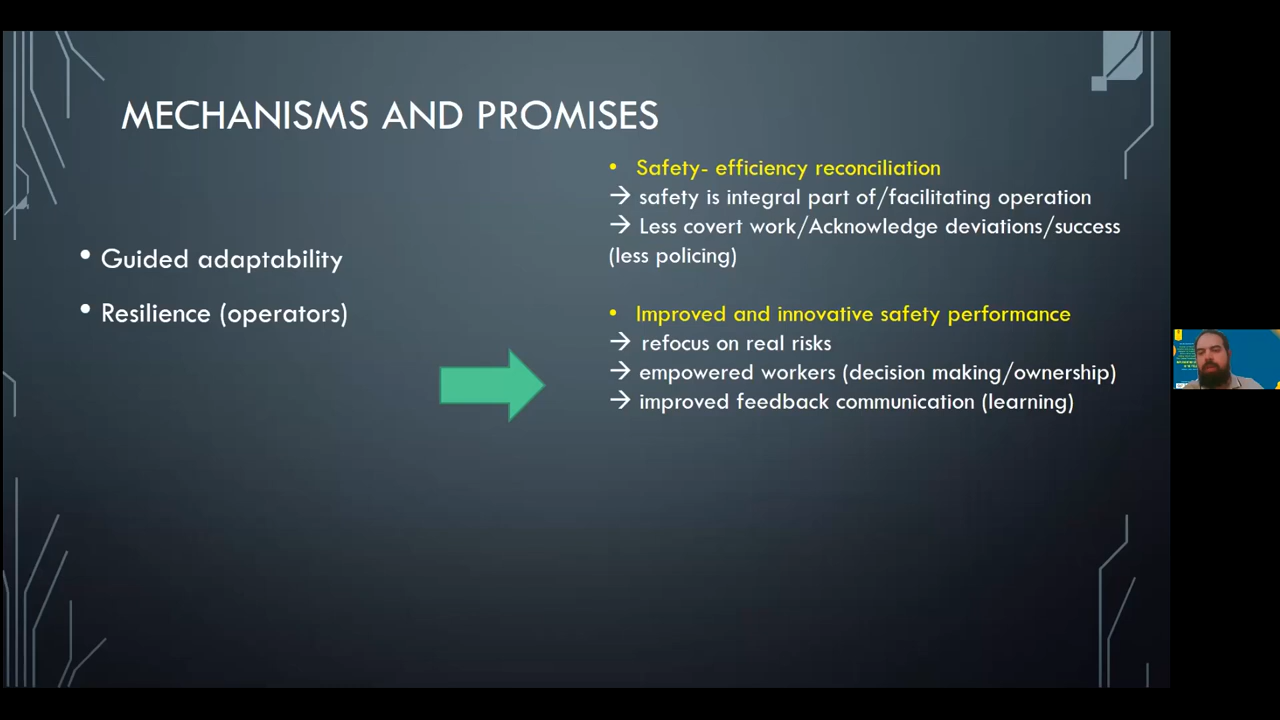 MECHANISMS AND PROMISES
• Guided adaptability
• Resilience (operators)
• Safety- efficiency reconciliation
→ safety is integral part of/facilitating operation
→ Less covert work/Acknowledge deviations/success
(less policing)
• Improved and innovative safety performance
→ refocus on real risks
→ empowered workers (decision making/ownership)
→ improved feedback communication (learning)